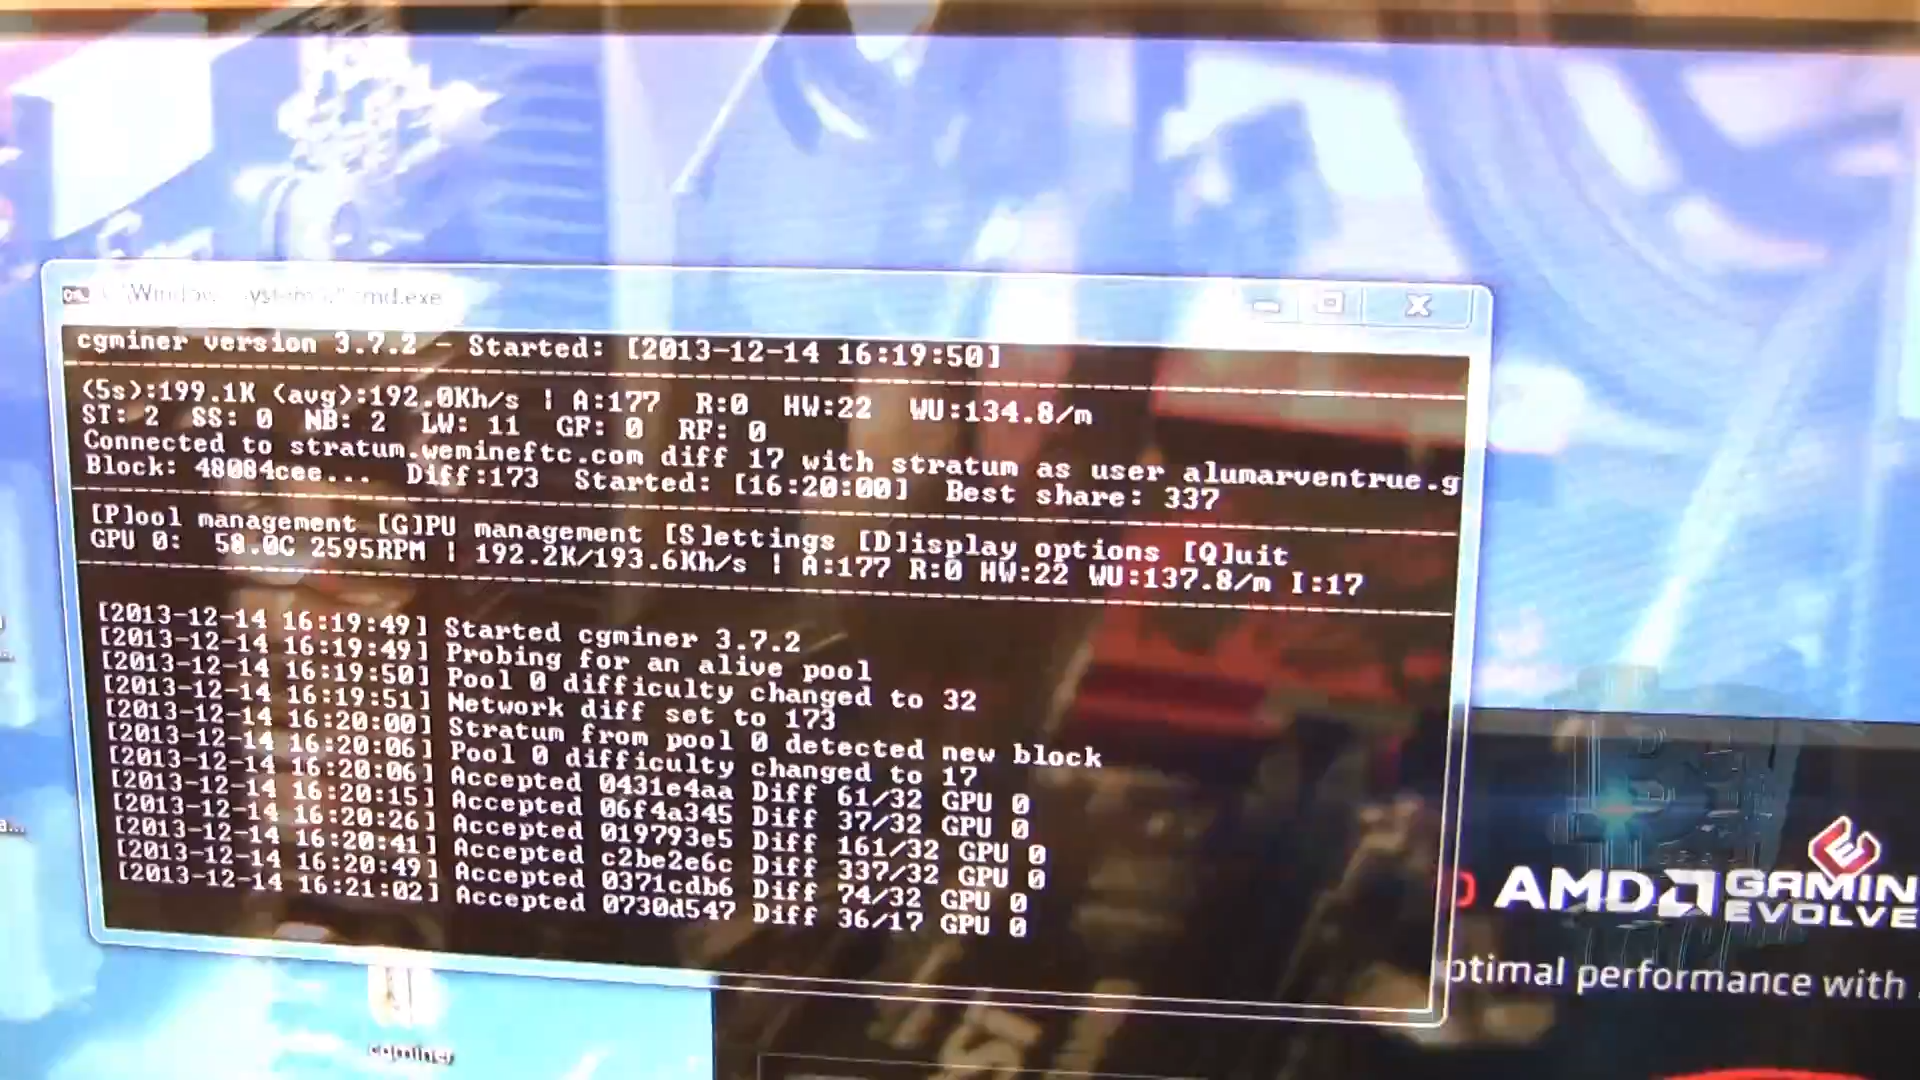 cmd.exe
cgminer version 3.7.2 - Started: [2013-12-14 16:19:50]
(5s):199.1K (avg):192.0Kh/s | A:177 R:0 HW:22 WU:134.8/m
ST: 2 SS: 0 NB: 2 LW: 11 GF: 0 RF: 0
Connected to stratum.wemineftc.com diff 17 with stratum as user alumarventrue.g
Block: 48084cee... Diff:173 Started: [16:20:00] Best share: 337
[P]ool management [G]PU management [S]ettings [D]isplay options [Q]uit
GPU 0: 58.0C 2595RPM | 192.2K/193.6Kh/s | A:177 R:0 HW:22 WU:137.8/m I:17
[2013-12-14 16:19:49] Started cgminer 3.7.2
[2013-12-14 16:19:49] Probing for an alive pool
[2013-12-14 16:19:50] Pool 0 difficulty changed to 32
[2013-12-14 16:19:51] Network diff set to 173
[2013-12-14 16:20:00] Stratum from pool 0 detected new block
[2013-12-14 16:20:06] Pool 0 difficulty changed to 17
[2013-12-14 16:20:06] Accepted 0431e4aa Diff 61/32 GPU 0
[2013-12-14 16:20:15] Accepted 06f4a345 Diff 37/32 GPU 0
[2013-12-14 16:20:26] Accepted 019793e5 Diff 161/32 GPU 0
[2013-12-14 16:20:41] Accepted c2be2e6c Diff 337/32 GPU 0
[2013-12-14 16:20:49] Accepted 0371cdb6 Diff 74/32 GPU 0
[2013-12-14 16:21:02] Accepted 0730d547 Diff 36/17 GPU 0
AMD GAMIN
EVOLVE
ptimal performance with
cgminer